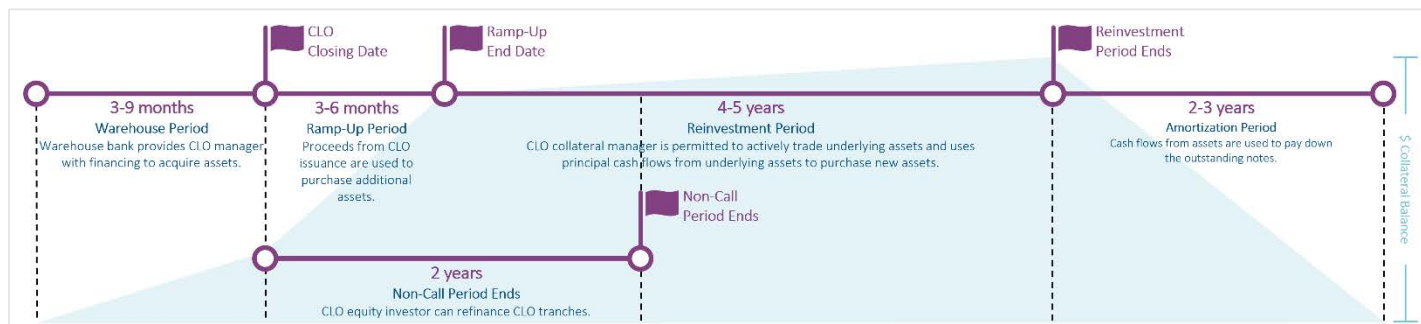 CLO
Closing Date
Ramp-Up
End Date
Reinvestment
Period Ends
3-9 months
Warehouse Period
Warehouse bank provides CLO manager
with financing to acquire assets.
3-6 months
Ramp-Up Period
Proceeds from CLO
issuance are used to
purchase additional
assets.
4-5 years
Reinvestment Period
CLO collateral manager is permitted to actively trade underlying assets and uses
principal cash flows from underlying assets to purchase new assets.
2-3 years
Amortization Period
Cash flows from assets are used to pay down
the outstanding notes.
$ Collateral Balance
Non-Call
Period Ends
2 years
Non-Call Period Ends
CLO equity investor can refinance CLO tranches.